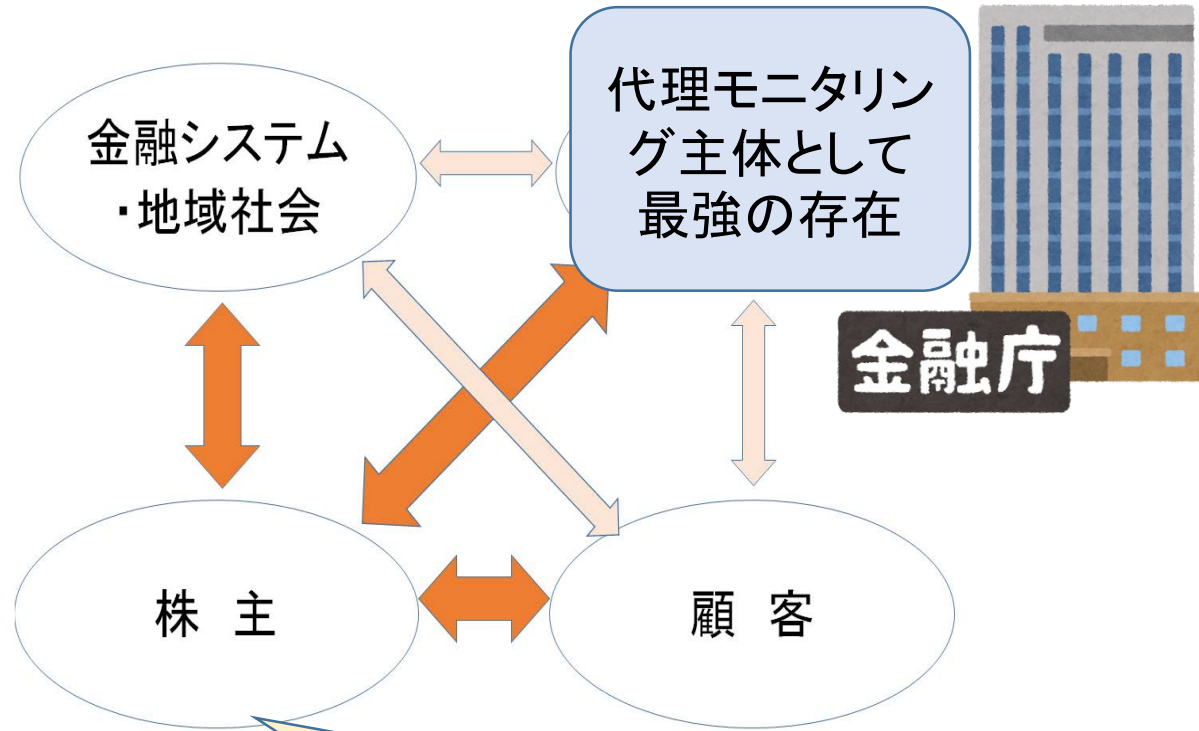 代理モニタリン
グ主体として
最強の存在
金融システム
・地域社会
金融庁
株 主
顧 客